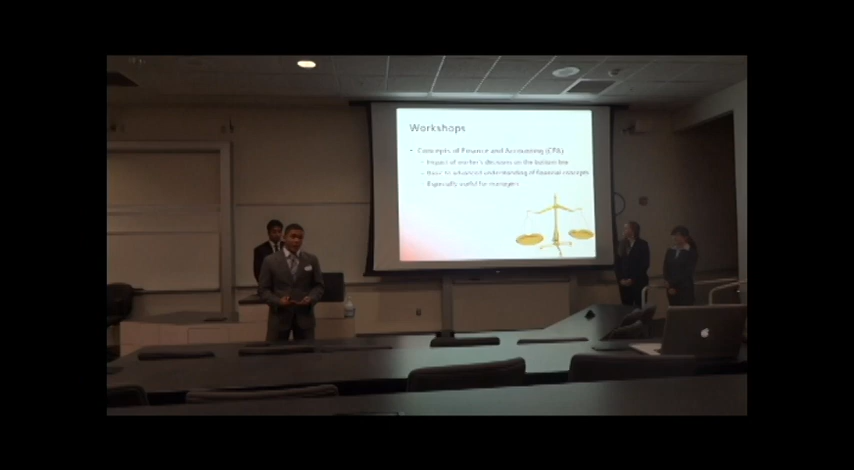 Workshops
• Concepts of Finance and Accounting (CPA)
– Impact of worker's decisions on the bottom line
– Basic to advanced understanding of financial concepts
– Especially useful for managers